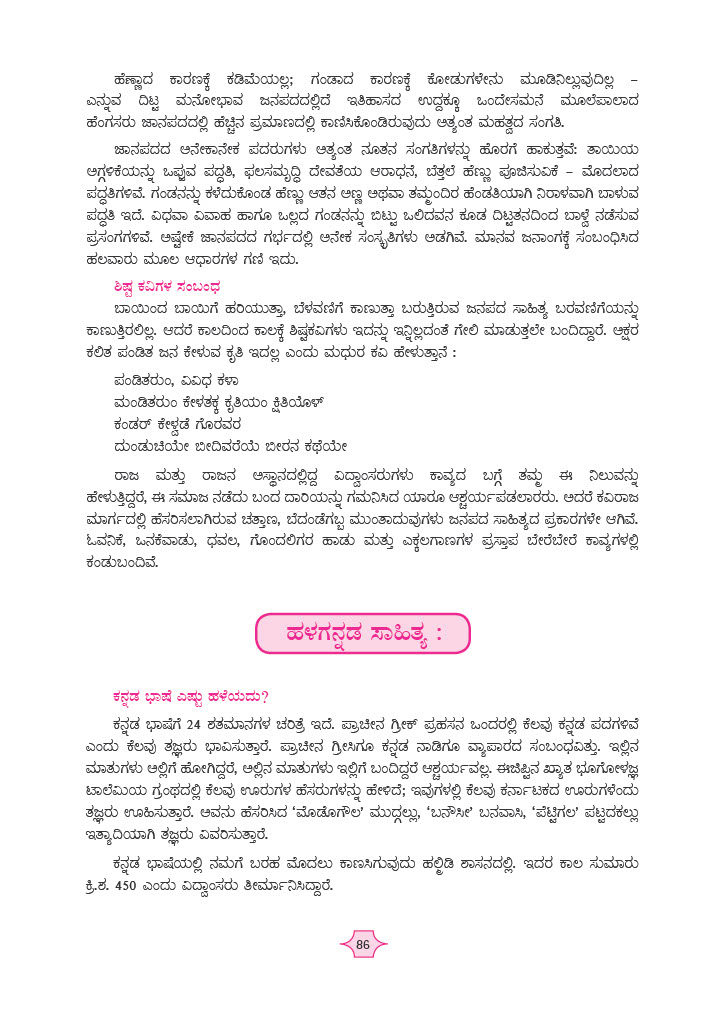 ಹೆಣ್ಣಾದ ಕಾರಣಕ್ಕೆ ಕಡಿಮೆಯಲ್ಲ; ಗಂಡಾದ ಕಾರಣಕ್ಕೆ ಕೋಡುಗಳೇನು ಮೂಡಿನಿಲ್ಲುವುದಿಲ್ಲ –
ಎನ್ನುವ ದಿಟ್ಟ ಮನೋಭಾವ ಜನಪದದಲ್ಲಿದೆ ಇತಿಹಾಸದ ಉದ್ದಕ್ಕೂ ಒಂದೇಸಮನೆ ಮೂಲೆಪಾಲಾದ
ಹೆಂಗಸರು ಜಾನಪದದಲ್ಲಿ ಹೆಚ್ಚಿನ ಪ್ರಮಾಣದಲ್ಲಿ ಕಾಣಿಸಿಕೊಂಡಿರುವುದು ಅತ್ಯಂತ ಮಹತ್ವದ ಸಂಗತಿ.
ಜಾನಪದದ ಅನೇಕಾನೇಕ ಪದರುಗಳು ಅತ್ಯಂತ ನೂತನ ಸಂಗತಿಗಳನ್ನು ಹೊರಗೆ ಹಾಕುತ್ತವೆ: ತಾಯಿಯ
ಅಗ್ಗಳಿಕೆಯನ್ನು ಒಪ್ಪುವ ಪದ್ಧತಿ, ಫಲಸಮೃದ್ಧಿ ದೇವತೆಯ ಆರಾಧನೆ, ಬೆತ್ತಲೆ ಹೆಣ್ಣು ಪೂಜಿಸುವಿಕೆ – ಮೊದಲಾದ
ಪದ್ಧತಿಗಳಿವೆ. ಗಂಡನನ್ನು ಕಳೆದುಕೊಂಡ ಹೆಣ್ಣು ಆತನ ಅಣ್ಣ ಅಥವಾ ತಮ್ಮಂದಿರ ಹೆಂಡತಿಯಾಗಿ ನಿರಾಳವಾಗಿ ಬಾಳುವ
ಪದ್ಧತಿ ಇದೆ. ವಿಧವಾ ವಿವಾಹ ಹಾಗೂ ಒಲ್ಲದ ಗಂಡನನ್ನು ಬಿಟ್ಟು ಒಲಿದವನ ಕೂಡ ದಿಟ್ಟತನದಿಂದ ಬಾಳ್ವೆ ನಡೆಸುವ
ಪ್ರಸಂಗಗಳಿವೆ. ಅಷ್ಟೇಕೆ ಜಾನಪದದ ಗರ್ಭದಲ್ಲಿ ಅನೇಕ ಸಂಸ್ಕೃತಿಗಳು ಅಡಗಿವೆ. ಮಾನವ ಜನಾಂಗಕ್ಕೆ ಸಂಬಂಧಿಸಿದ
ಹಲವಾರು ಮೂಲ ಆಧಾರಗಳ ಗಣಿ ಇದು.
ಶಿಷ್ಟ ಕವಿಗಳ ಸಂಬಂಧ
ಬಾಯಿಂದ ಬಾಯಿಗೆ ಹರಿಯುತ್ತಾ, ಬೆಳವಣಿಗೆ ಕಾಣುತ್ತಾ ಬರುತ್ತಿರುವ ಜನಪದ ಸಾಹಿತ್ಯ ಬರವಣಿಗೆಯನ್ನು
ಕಾಣುತ್ತಿರಲಿಲ್ಲ. ಆದರೆ ಕಾಲದಿಂದ ಕಾಲಕ್ಕೆ ಶಿಷ್ಟಕವಿಗಳು ಇದನ್ನು ಇನ್ನಿಲ್ಲದಂತೆ ಗೇಲಿ ಮಾಡುತ್ತಲೇ ಬಂದಿದ್ದಾರೆ. ಅಕ್ಷರ
ಕಲಿತ ಪಂಡಿತ ಜನ ಕೇಳುವ ಕೃತಿ ಇದಲ್ಲ ಎಂದು ಮಧುರ ಕವಿ ಹೇಳುತ್ತಾನೆ :
ಪಂಡಿತರುಂ, ವಿವಿಧ ಕಳಾ
ಮಂಡಿತರುಂ ಕೇಳತಕ್ಕ ಕೃತಿಯಂ ಕ್ಷಿತಿಯೊಳ್
ಕಂಡರ್ ಕೇಳ್ವಡೆ ಗೊರವರ
ದುಂಡುಚಿಯೇ ಬೀದಿವರೆಯೆ ಬೀರನ ಕಥೆಯೇ
ರಾಜ ಮತ್ತು ರಾಜನ ಅಸ್ಥಾನದಲ್ಲಿದ್ದ ವಿದ್ವಾಂಸರುಗಳು ಕಾವ್ಯದ ಬಗ್ಗೆ ತಮ್ಮ ಈ ನಿಲುವನ್ನು
ಹೇಳುತ್ತಿದ್ದರೆ, ಈ ಸಮಾಜ ನಡೆದು ಬಂದ ದಾರಿಯನ್ನು ಗಮನಿಸಿದ ಯಾರೂ ಆಶ್ಚರ್ಯಪಡಲಾರರು. ಆದರೆ ಕವಿರಾಜ
ಮಾರ್ಗದಲ್ಲಿ ಹೆಸರಿಸಲಾಗಿರುವ ಚತ್ತಾಣ, ಬೆದಂಡೆಗಬ್ಬ ಮುಂತಾದುವುಗಳು ಜನಪದ ಸಾಹಿತ್ಯದ ಪ್ರಕಾರಗಳೇ ಆಗಿವೆ.
ಓವನಿಕೆ, ಒನಕೆವಾಡು, ಧವಲ, ಗೊಂದಲಿಗರ ಹಾಡು ಮತ್ತು ಎಕ್ಕಲಗಾಣಗಳ ಪ್ರಸ್ತಾಪ ಬೇರೆಬೇರೆ ಕಾವ್ಯಗಳಲ್ಲಿ
ಕಂಡುಬಂದಿವೆ.
ಹಳಗನ್ನಡ ಸಾಹಿತ್ಯ :
ಕನ್ನಡ ಭಾಷೆ ಎಷ್ಟು ಹಳೆಯದು?
ಕನ್ನಡ ಭಾಷೆಗೆ 24 ಶತಮಾನಗಳ ಚರಿತ್ರೆ ಇದೆ. ಪ್ರಾಚೀನ ಗ್ರೀಕ್ ಪ್ರಹಸನ ಒಂದರಲ್ಲಿ ಕೆಲವು ಕನ್ನಡ ಪದಗಳಿವೆ
ಎಂದು ಕೆಲವು ತಜ್ಞರು ಭಾವಿಸುತ್ತಾರೆ. ಪ್ರಾಚೀನ ಗ್ರೀಸಿಗೂ ಕನ್ನಡ ನಾಡಿಗೂ ವ್ಯಾಪಾರದ ಸಂಬಂಧವಿತ್ತು. ಇಲ್ಲಿನ
ಮಾತುಗಳು ಅಲ್ಲಿಗೆ ಹೋಗಿದ್ದರೆ, ಅಲ್ಲಿನ ಮಾತುಗಳು ಇಲ್ಲಿಗೆ ಬಂದಿದ್ದರೆ ಆಶ್ಚರ್ಯವಲ್ಲ. ಈಜಿಪ್ಟಿನ ಖ್ಯಾತ ಭೂಗೋಳಜ್ಞ
ಟಾಲೆಮಿಯ ಗ್ರಂಥದಲ್ಲಿ ಕೆಲವು ಊರುಗಳ ಹೆಸರುಗಳನ್ನು ಹೇಳಿದೆ; ಇವುಗಳಲ್ಲಿ ಕೆಲವು ಕರ್ನಾಟಕದ ಊರುಗಳೆಂದು
ತಜ್ಞರು ಊಹಿಸುತ್ತಾರೆ. ಅವನು ಹೆಸರಿಸಿದ ‘ಮೊಡೊಗೌಲ’ ಮುದ್ಗಲ್ಲು, ‘ಬನೌಸೀ’ ಬನವಾಸಿ, ‘ಪೆಟ್ಟಿಗಲ’ ಪಟ್ಟದಕಲ್ಲು
ಇತ್ಯಾದಿಯಾಗಿ ತಜ್ಞರು ವಿವರಿಸುತ್ತಾರೆ.
ಕನ್ನಡ ಭಾಷೆಯಲ್ಲಿ ನಮಗೆ ಬರಹ ಮೊದಲು ಕಾಣಸಿಗುವುದು ಹಲ್ಮಿಡಿ ಶಾಸನದಲ್ಲಿ. ಇದರ ಕಾಲ ಸುಮಾರು
ಕ್ರಿ.ಶ. 450 ಎಂದು ವಿದ್ವಾಂಸರು ತೀರ್ಮಾನಿಸಿದ್ದಾರೆ.
86